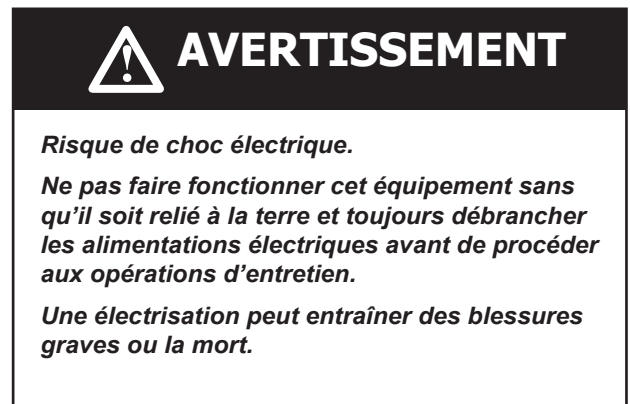 AVERTISSEMENT
Risque de choc électrique.
Ne pas faire fonctionner cet équipement sans
qu'il soit relié à la terre et toujours débrancher
les alimentations électriques avant de procéder
aux opérations d'entretien.
Une électrisation peut entraîner des blessures
graves ou la mort.